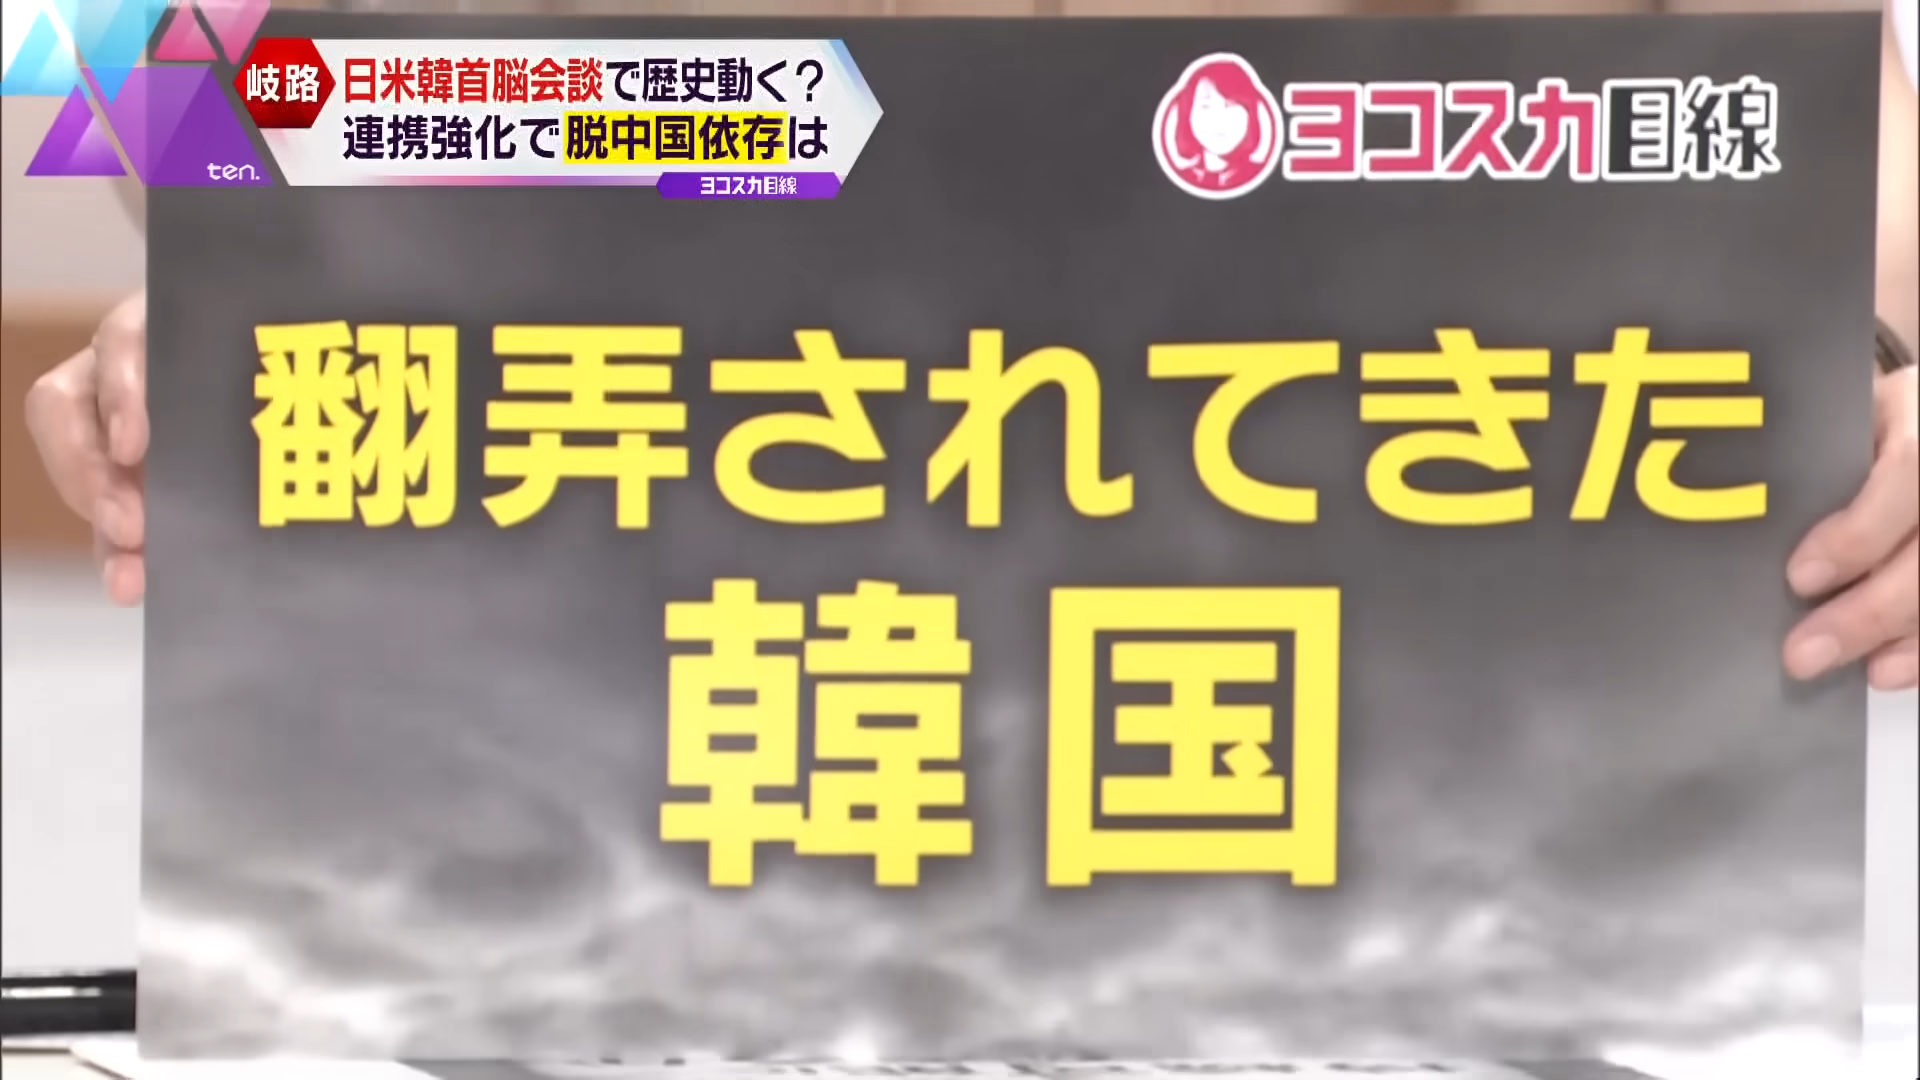 岐路
日米韓首脳会談で歴史動く?
連携強化で脱中国依存は
ヨコスカ目線
ten.
ヨコスカ目線
翻弄されてきた
韓国